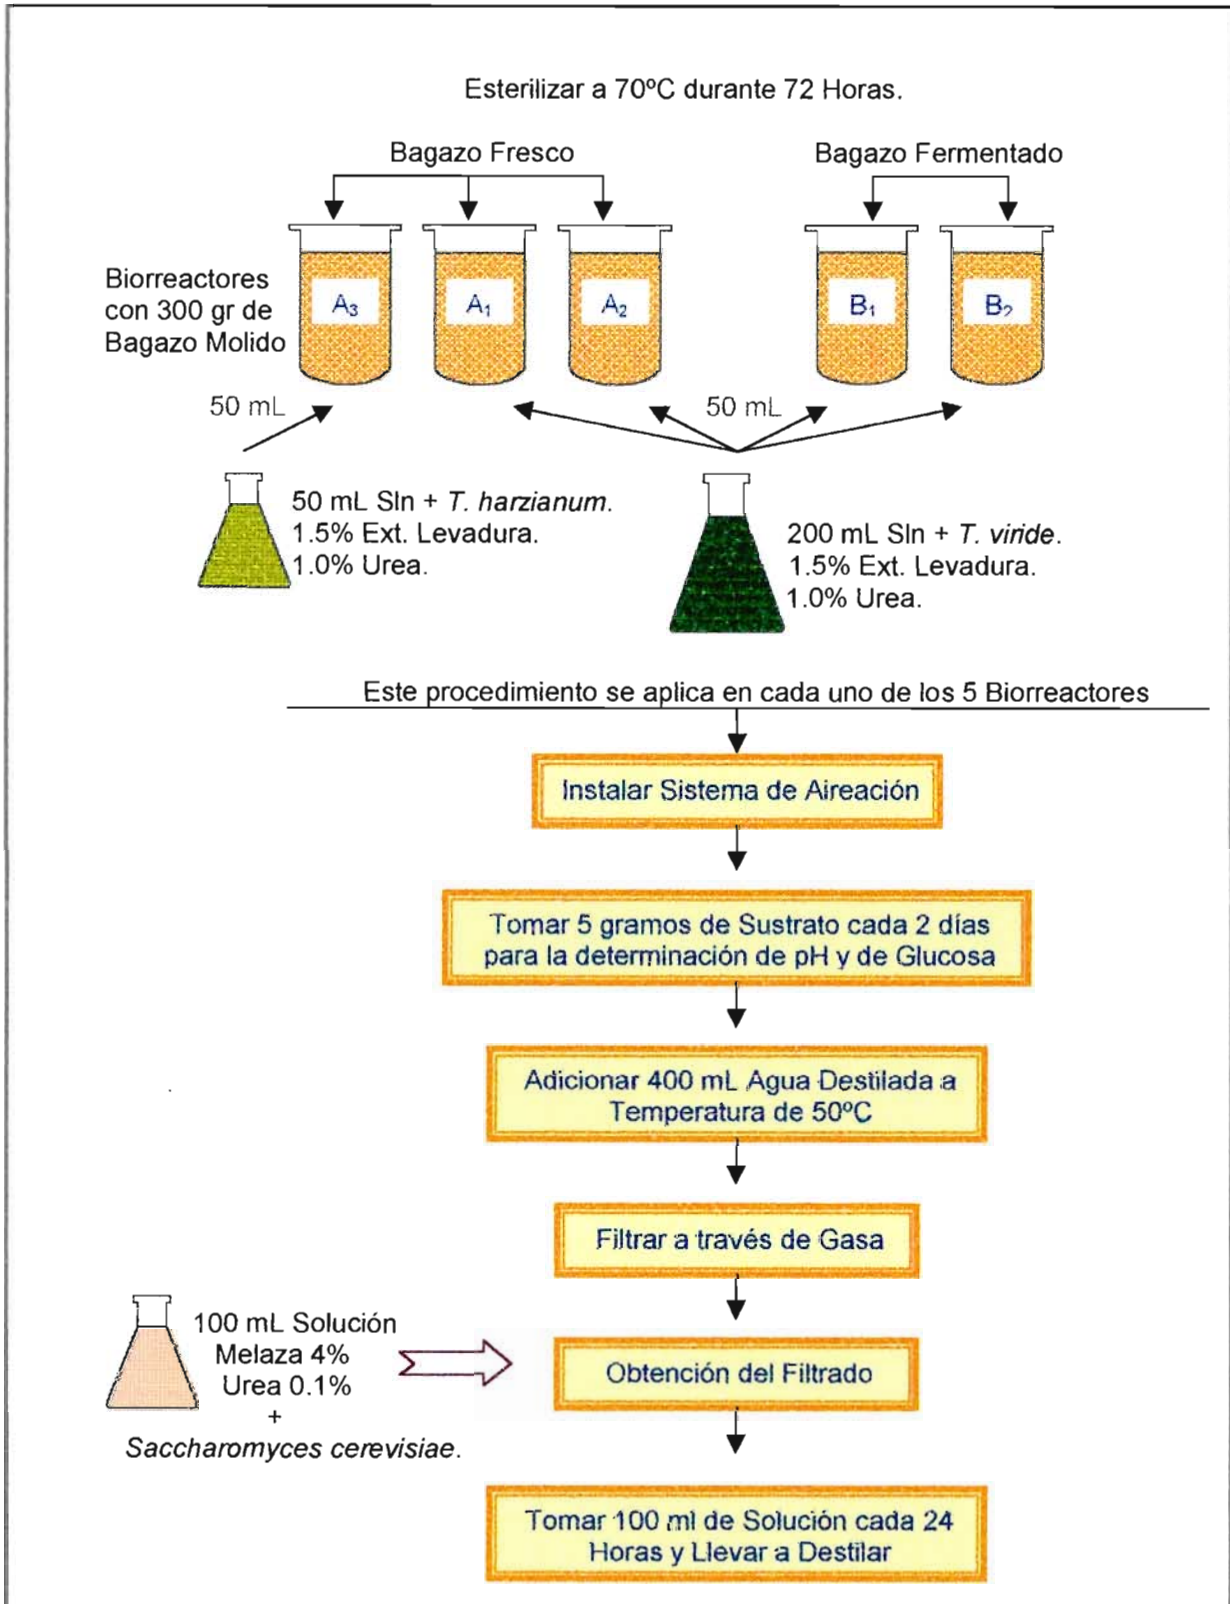 Esterilizar a 70ºC durante 72 Horas.
Bagazo Fresco
Bagazo Fermentado
Biorreactores
con 300 gr de
Bagazo Molido
A₃
A₁
A₂
B₁
B₂
50 mL
50 mL
50 mL Sln + T. harzianum.
1.5% Ext. Levadura.
1.0% Urea.
200 mL Sln + T. viride.
1.5% Ext. Levadura.
1.0% Urea.
Este procedimiento se aplica en cada uno de los 5 Biorreactores
Instalar Sistema de Aireación
Tomar 5 gramos de Sustrato cada 2 días
para la determinación de pH y de Glucosa
Adicionar 400 mL Agua Destilada a
Temperatura de 50ºC
Filtrar a través de Gasa
100 mL Solución
Melaza 4%
Urea 0.1%
+
Saccharomyces cerevisiae.
Obtención del Filtrado
Tomar 100 ml de Solución cada 24
Horas y Llevar a Destilar